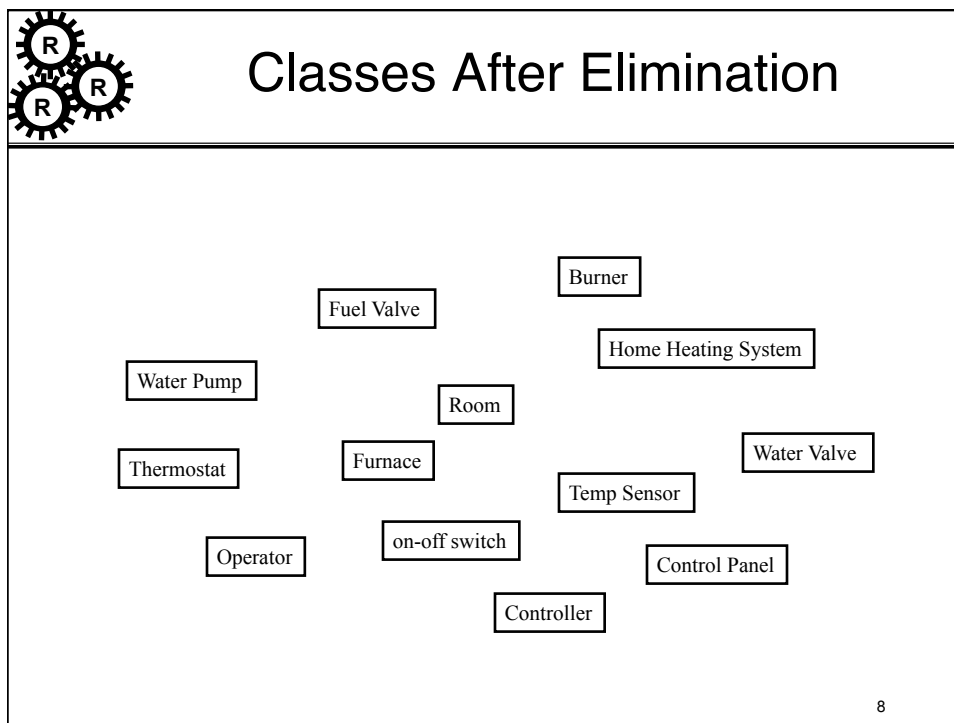 R
R
R
Classes After Elimination
Burner
Fuel Valve
Home Heating System
Water Pump
Room
Water Valve
Furnace
Thermostat
Temp Sensor
on-off switch
Operator
Control Panel
Controller
8